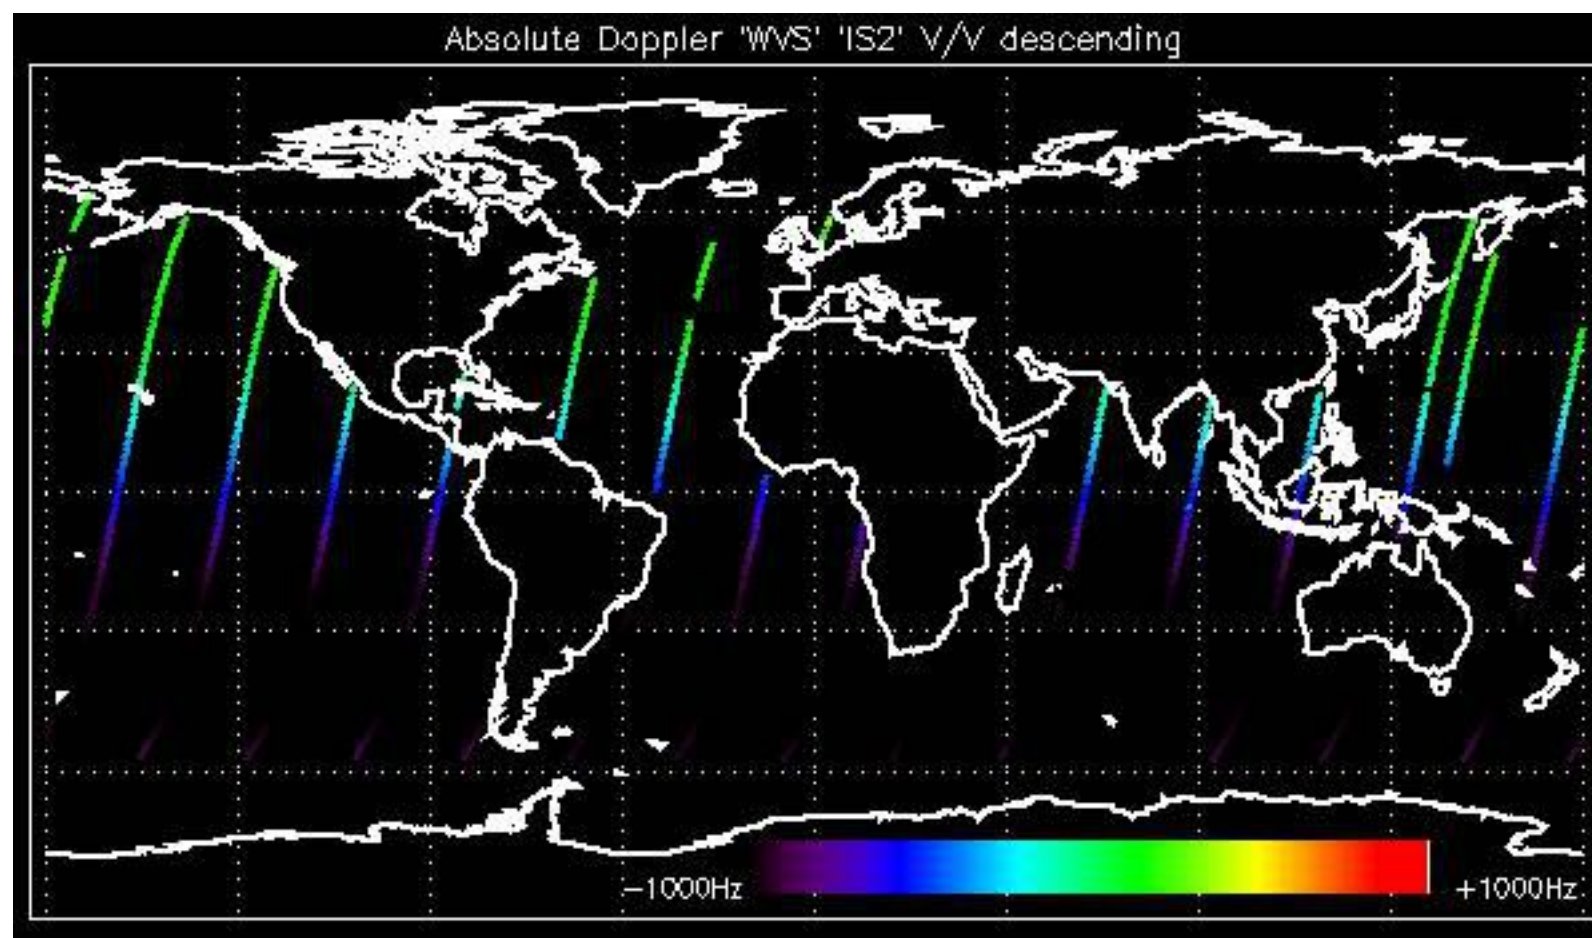 Absolute Doppler 'WVS' 'IS2' V/V descending
-1000Hz +1000Hz